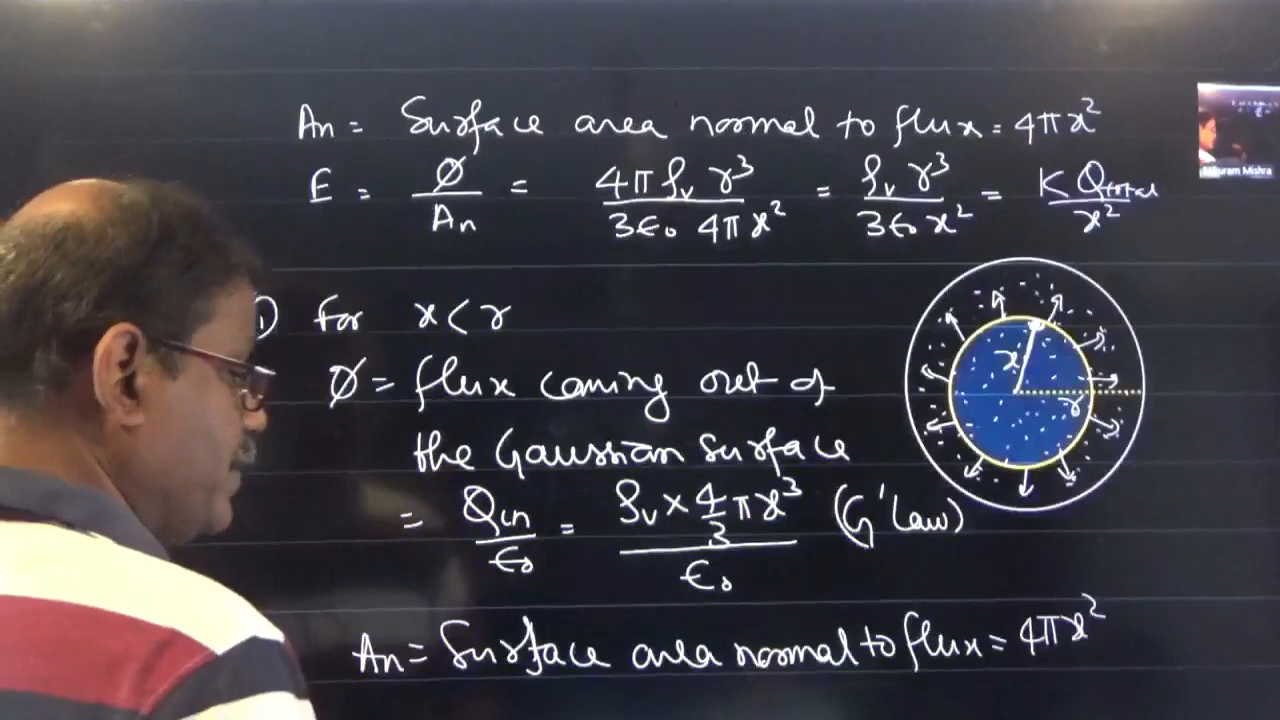 An = Surface area normal to flux = 4πx²
E = Ø/An = 4π ρv r³/3ϵ₀ 4π x² = ρv r³/3ϵ₀ x² = K Qtotal/x²
for x < r
Ø = flux coming out of
the Gaussian surface
= Qin/ϵ₀ = ρv × 4/3 π x³/ϵ₀ (G' Law)
An = Surface area normal to flux = 4πx²
x
r
Mishra